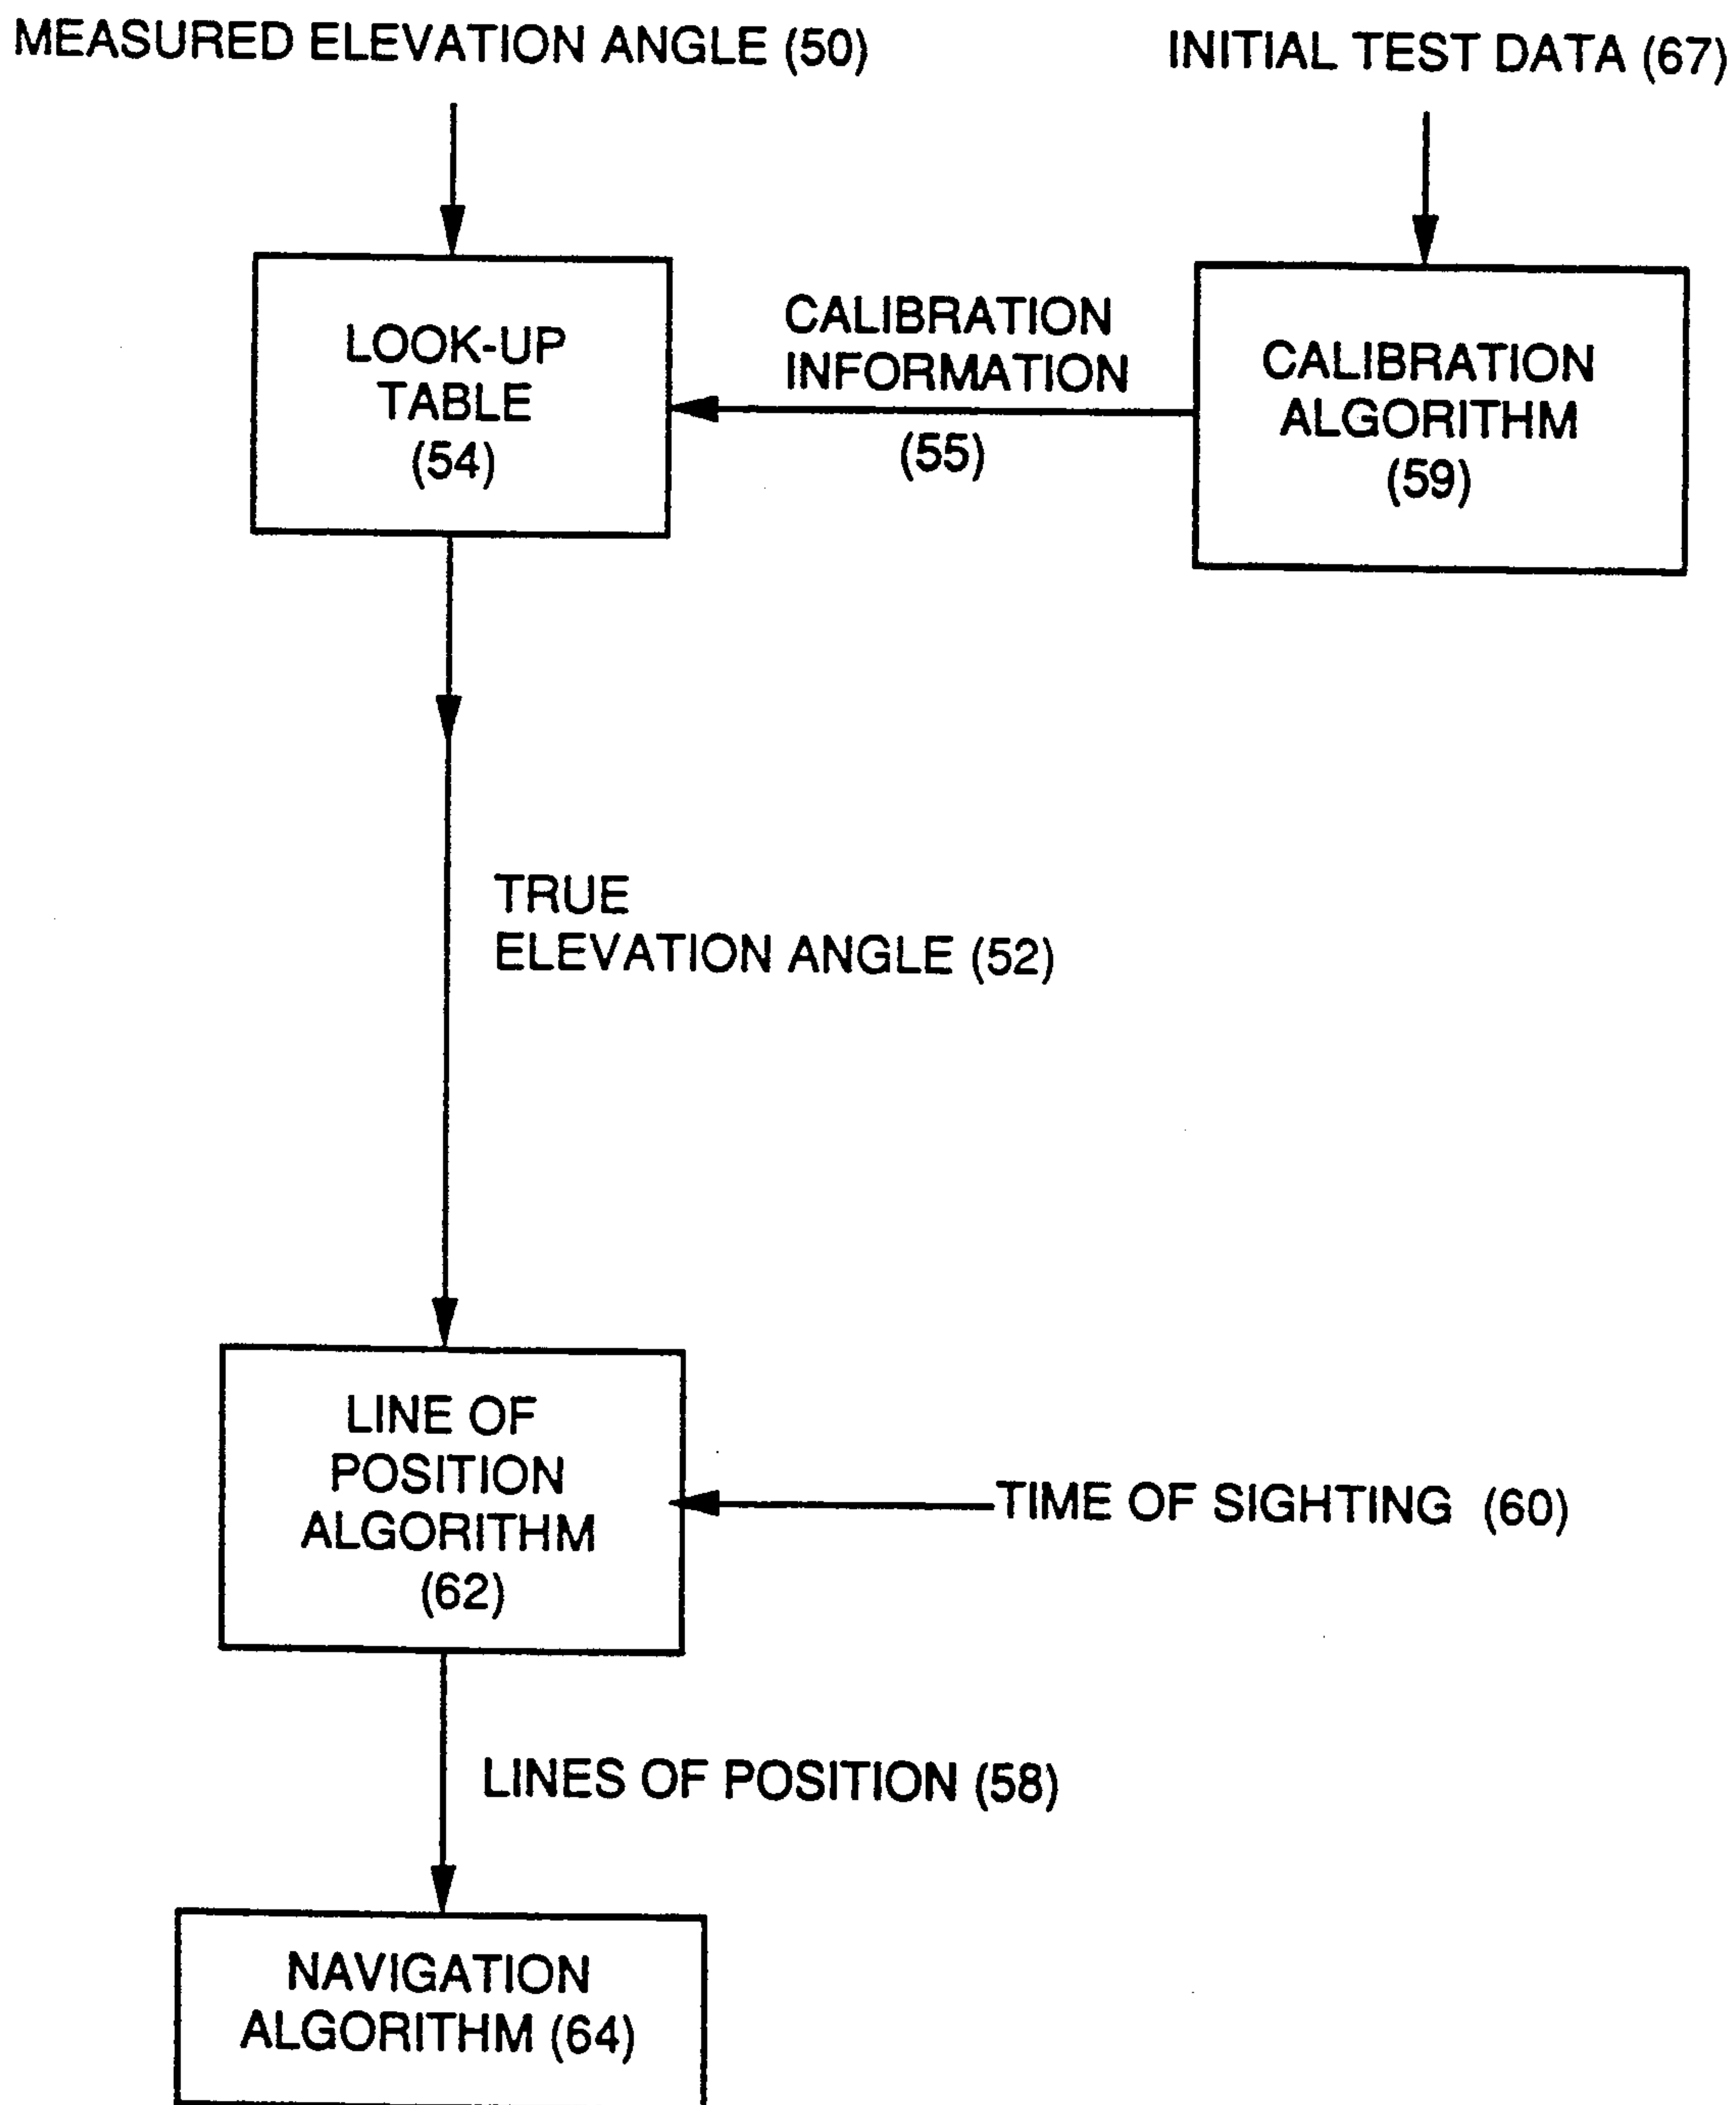 MEASURED ELEVATION ANGLE (50)
INITIAL TEST DATA (67)
LOOK-UP
TABLE
(54)
CALIBRATION
INFORMATION
(55)
CALIBRATION
ALGORITHM
(59)
TRUE
ELEVATION ANGLE (52)
LINE OF
POSITION
ALGORITHM
(62)
TIME OF SIGHTING (60)
LINES OF POSITION (58)
NAVIGATION
ALGORITHM (64)